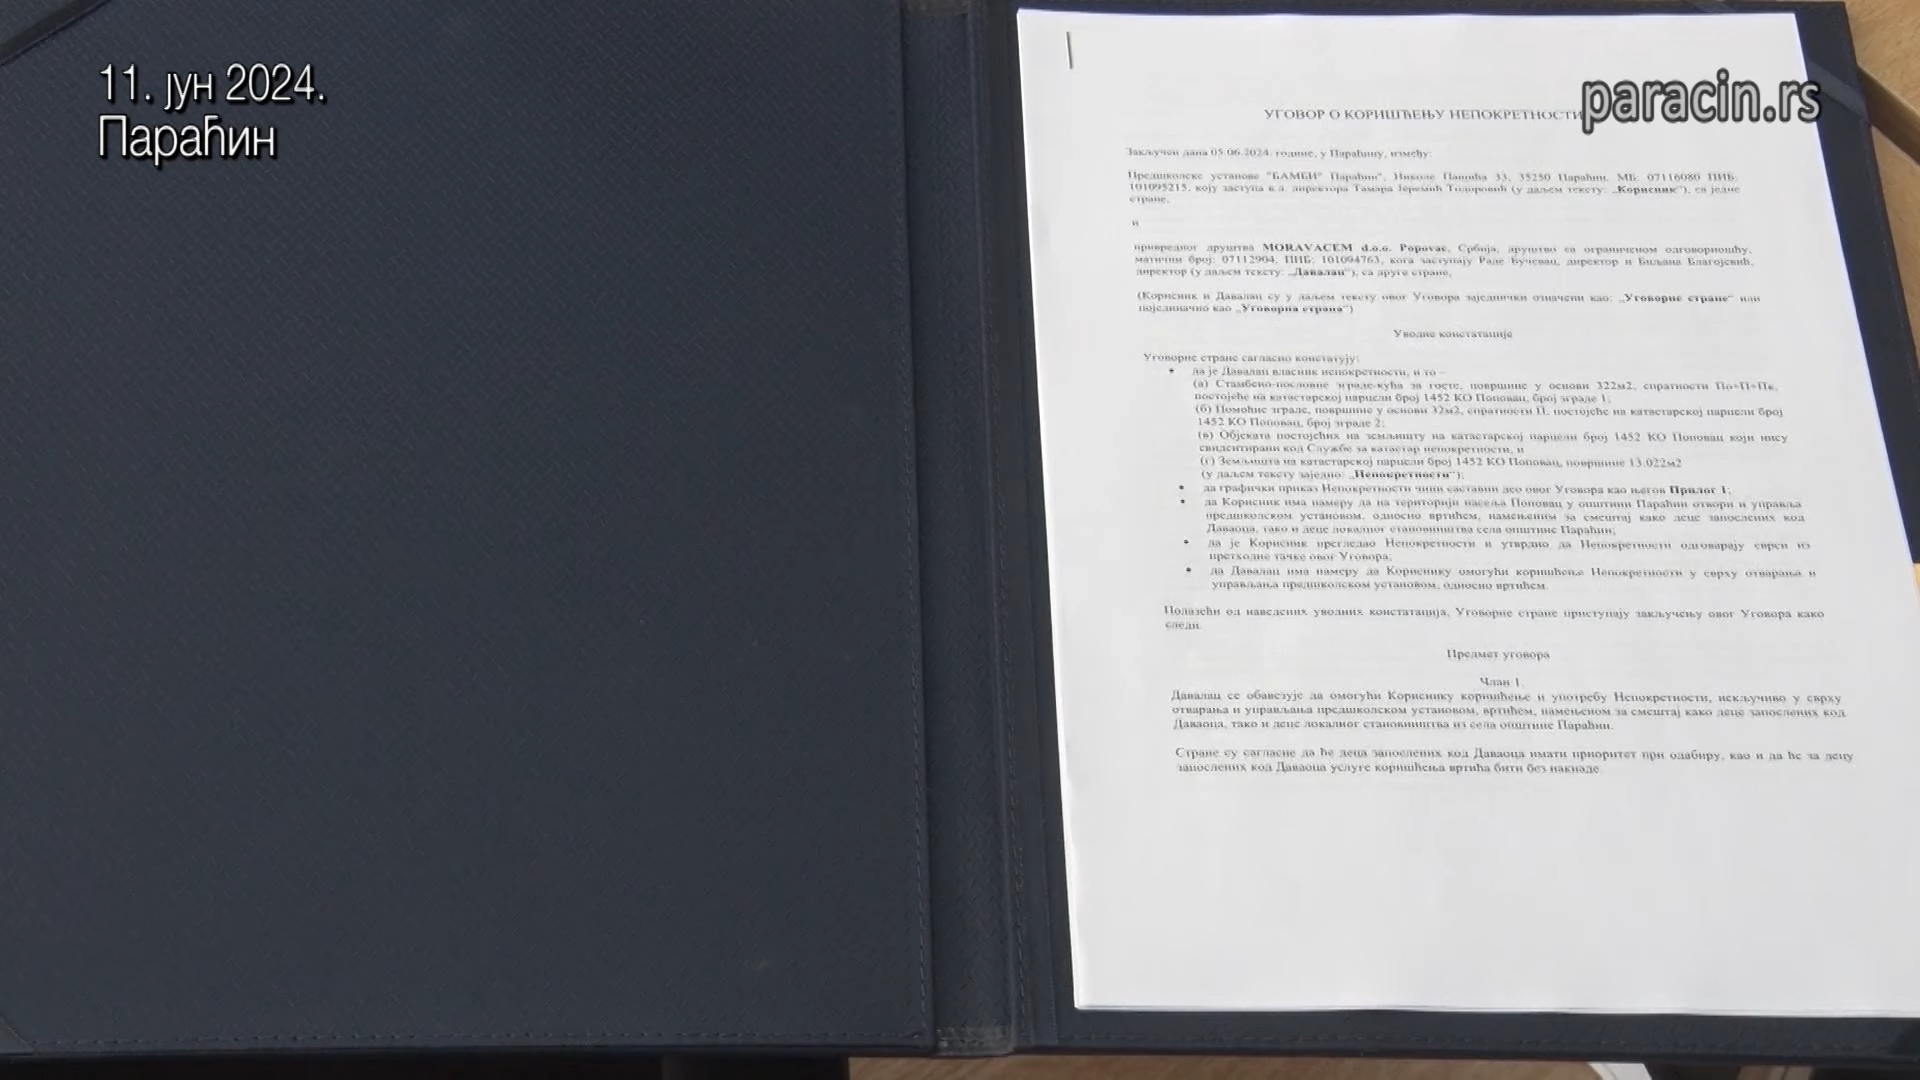 11. јун 2024.
Параћин
paracin.rs
УГОВОР О КОРИШЋЕЊУ НЕПОКРЕТНОСТИ
Закључен дана 05.06.2024. године, у Параћину, између:
Предшколске установе "БАМБИ" Параћин", Николе Пашића 33, 35250 Параћин, МБ: 07116080 ПИБ:
101095215, коју заступа в.д. директора Тамара Јеремић Тодоровић (у даљем тексту: „Корисник“), са једне
стране,
и
привредног друштва MORAVACEM d.o.o. Popovac, Србија, друштво са ограниченом одговорношћу,
матични број: 07112904, ПИБ: 101094763, кога заступају Раде Бучевац, директор и Биљана Благојевић,
директор (у даљем тексту: „Давалац“), са друге стране,
(Корисник и Давалац су у даљем тексту овог Уговора заједнички означени као: „Уговорне стране“ или
појединачно као „Уговорна страна“)
Уводне констатације
Уговорне стране сагласно констатују:
• да је Давалац власник непокретности, и то –
(а) Стамбено-пословне зграде-кућа за госте, површине у основи 322м2, спратности По+П+Пк,
постојеће на катастарској парцели број 1452 КО Поповац, број зграде 1;
(б) Помоћне зграде, површине у основи 32м2, спратности П, постојеће на катастарској парцели број
1452 КО Поповац, број зграде 2;
(в) Објеката постојећих на земљишту на катастарској парцели број 1452 КО Поповац који нису
евидентирани код Службе за катастар непокретности, и
(г) Земљишта на катастарској парцели број 1452 КО Поповац, површине 13.022м2
(у даљем тексту заједно: „Непокретности“);
• да графички приказ Непокретности чини саставни део овог Уговора као његов Прилог 1;
• да Корисник има намеру да на територији насеља Поповац у општини Параћин отвори и управља
предшколском установом, односно вртићем, намењеним за смештај како деце запослених код
Даваоца, тако и деце локалног становништва села општине Параћин;
• да је Корисник прегледао Непокретности и утврдио да Непокретности одговарају сврси из
претходне тачке овог Уговора;
• да Давалац има намеру да Кориснику омогући коришћење Непокретности у сврху отварања и
управљања предшколском установом, односно вртићем.
Полазећи од наведених уводних констатација, Уговорне стране приступају закључењу овог Уговора како
следи.
Предмет уговора
Члан 1.
Давалац се обавезује да омогући Кориснику коришћење и употребу Непокретности, искључиво у сврху
отварања и управљања предшколском установом, вртићем, намењеном за смештај како деце запослених код
Даваоца, тако и деце локалног становништва из села општине Параћин.
Стране су сагласне да ће деца запослених код Даваоца имати приоритет при одабиру, као и да ће за децу
запослених код Даваоца услуге коришћења вртића бити без накнаде.